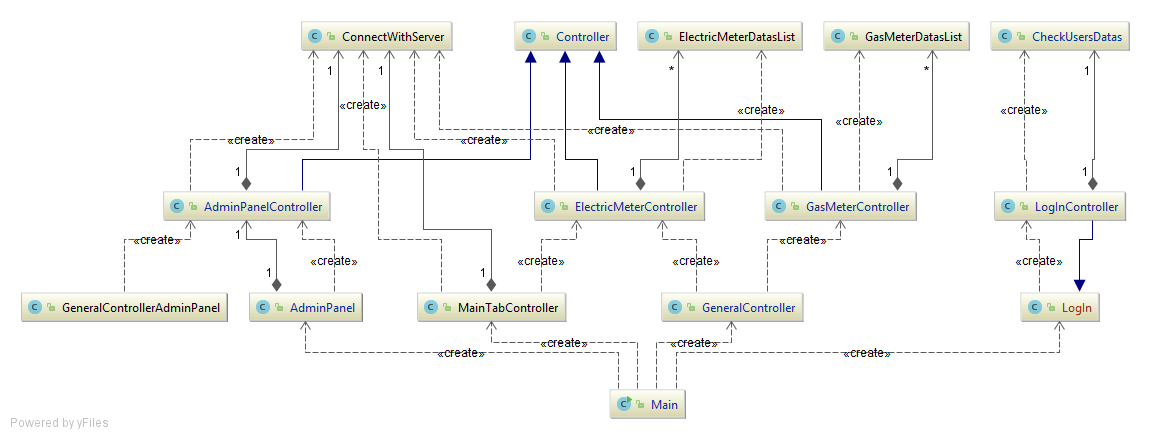 ConnectWithServer
Controller
ElectricMeterDatasList
GasMeterDatasList
CheckUsersDatas
1
1
*
*
1
«create»
«create»
«create»
«create»
«create»
«create»
«create»
«create»
1
1
1
1
AdminPanelController
ElectricMeterController
GasMeterController
LogInController
«create»
1
«create»
«create»
«create»
«create»
«create»
1
1
GeneralControllerAdminPanel
AdminPanel
MainTabController
GeneralController
LogIn
«create»
«create»
«create»
Main
Powered by yFiles